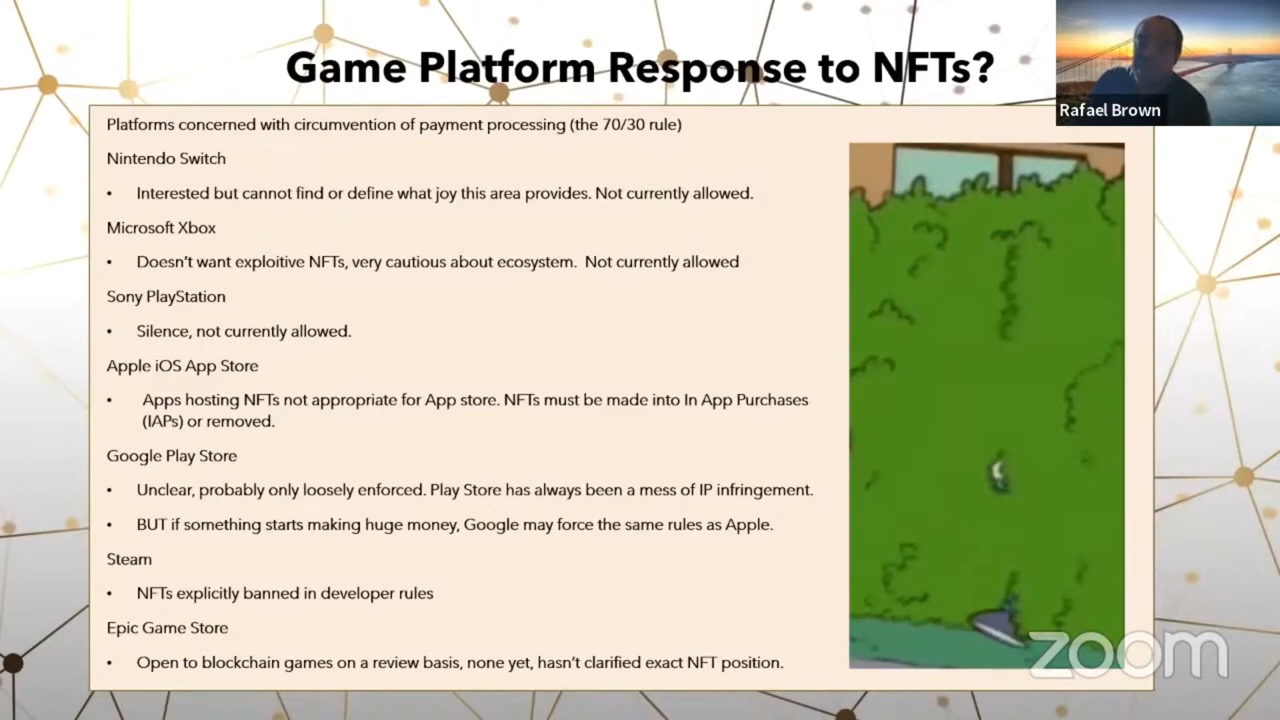 Game Platform Response to NFTs?
Rafael Brown
Platforms concerned with circumvention of payment processing (the 70/30 rule)
Nintendo Switch
• Interested but cannot find or define what joy this area provides. Not currently allowed.
Microsoft Xbox
• Doesn't want exploitive NFTs, very cautious about ecosystem. Not currently allowed
Sony PlayStation
• Silence, not currently allowed.
Apple iOS App Store
• Apps hosting NFTs not appropriate for App store. NFTs must be made into In App Purchases
(IAPs) or removed.
Google Play Store
• Unclear, probably only loosely enforced. Play Store has always been a mess of IP infringement.
• BUT if something starts making huge money, Google may force the same rules as Apple.
Steam
• NFTs explicitly banned in developer rules
Epic Game Store
• Open to blockchain games on a review basis, none yet, hasn't clarified exact NFT position.
zoom